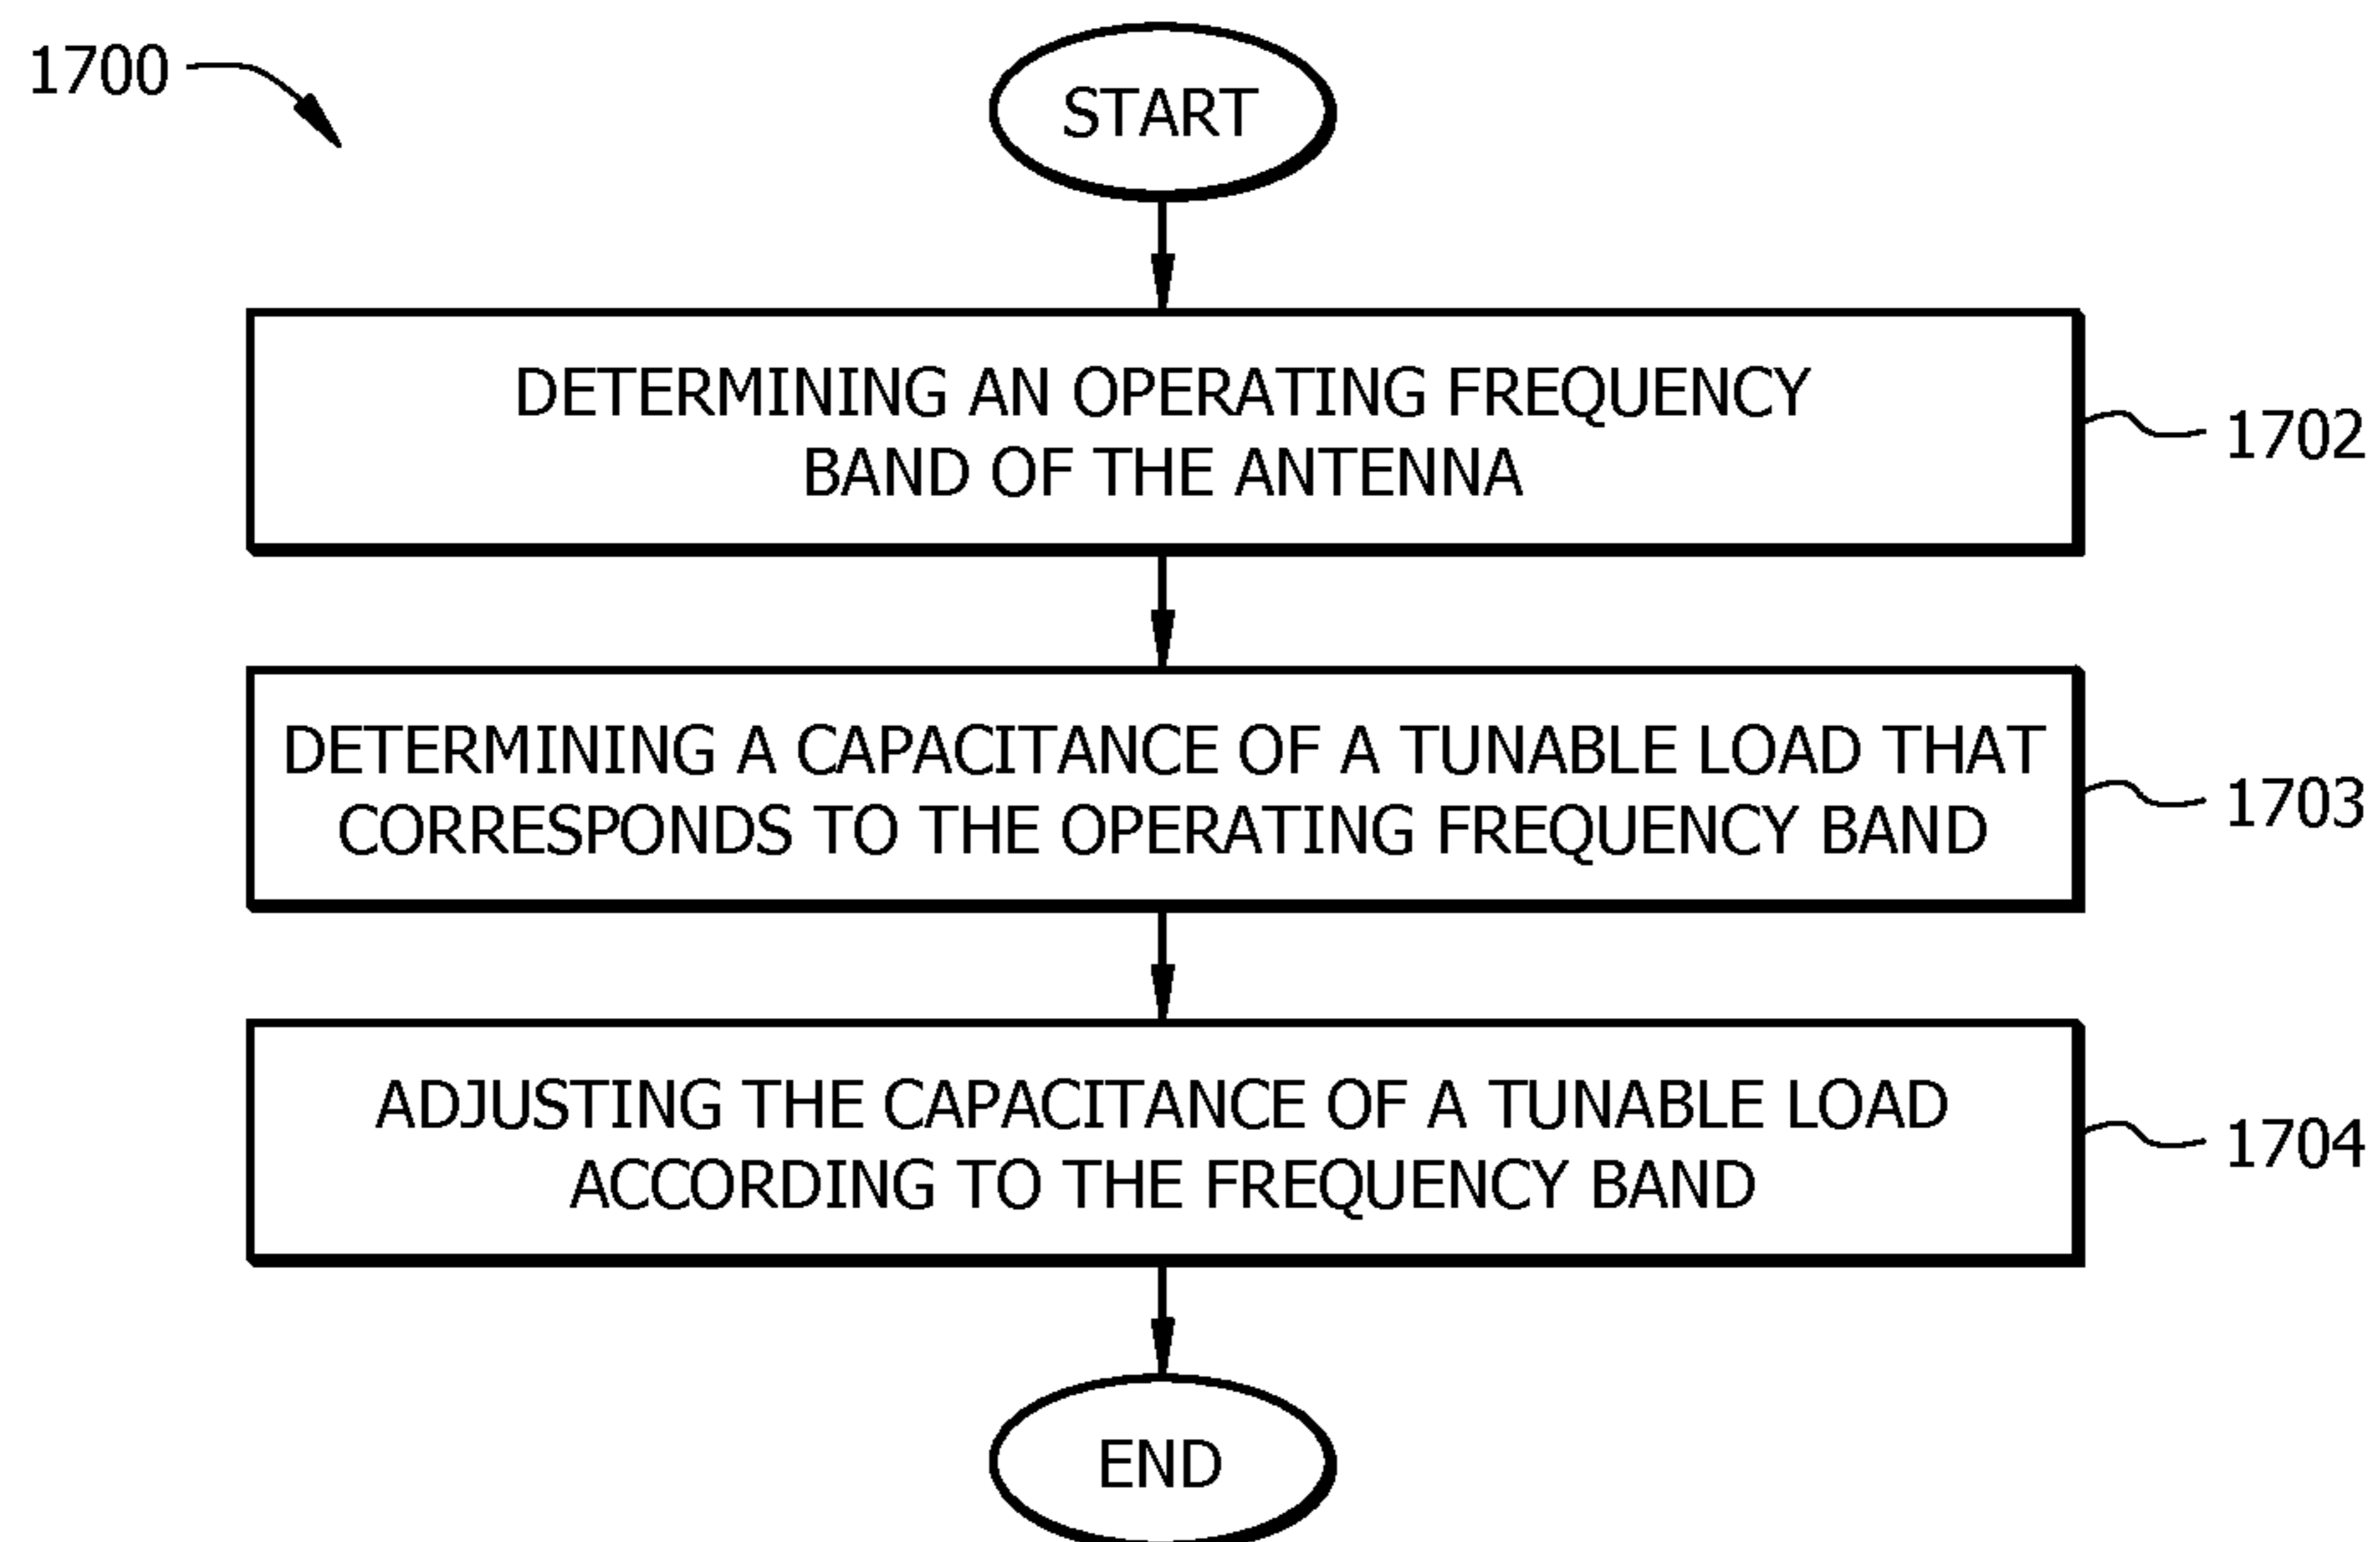 1700
START
DETERMINING AN OPERATING FREQUENCY
BAND OF THE ANTENNA
1702
DETERMINING A CAPACITANCE OF A TUNABLE LOAD THAT
CORRESPONDS TO THE OPERATING FREQUENCY BAND
1703
ADJUSTING THE CAPACITANCE OF A TUNABLE LOAD
ACCORDING TO THE FREQUENCY BAND
1704
END